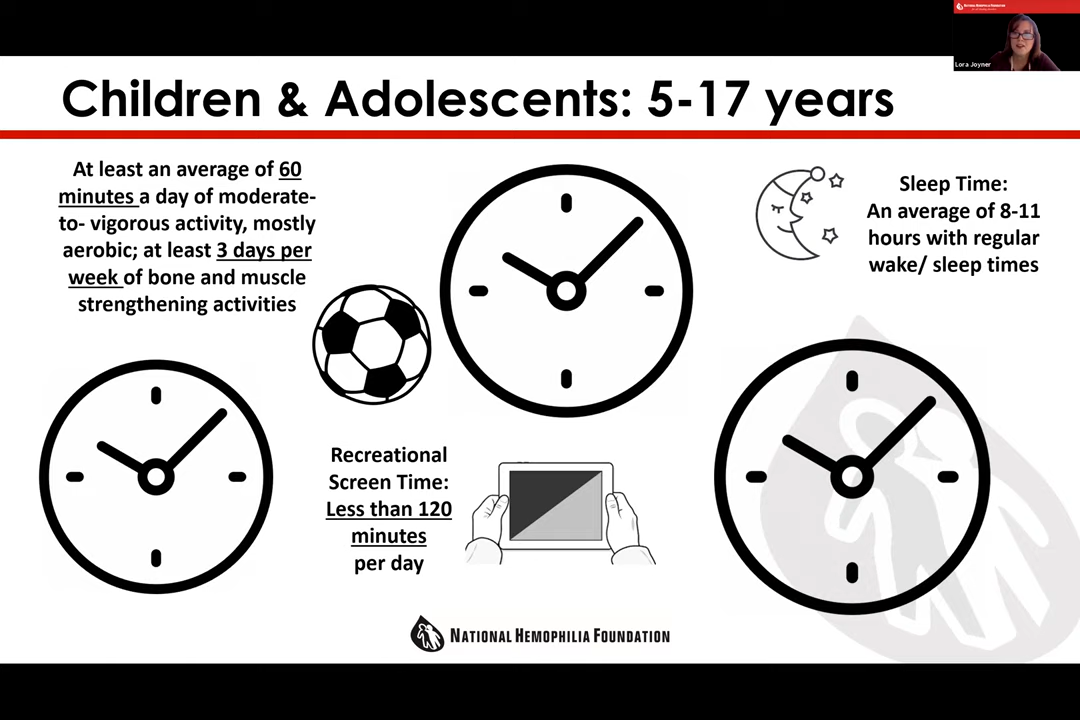 NATIONAL HEMOPHILIA FOUNDATION
Lora Joyner
Children & Adolescents: 5-17 years
At least an average of 60
minutes a day of moderate-
to- vigorous activity, mostly
aerobic; at least 3 days per
week of bone and muscle
strengthening activities
Sleep Time:
An average of 8-11
hours with regular
wake/ sleep times
Recreational
Screen Time:
Less than 120
minutes
per day
NATIONAL HEMOPHILIA FOUNDATION